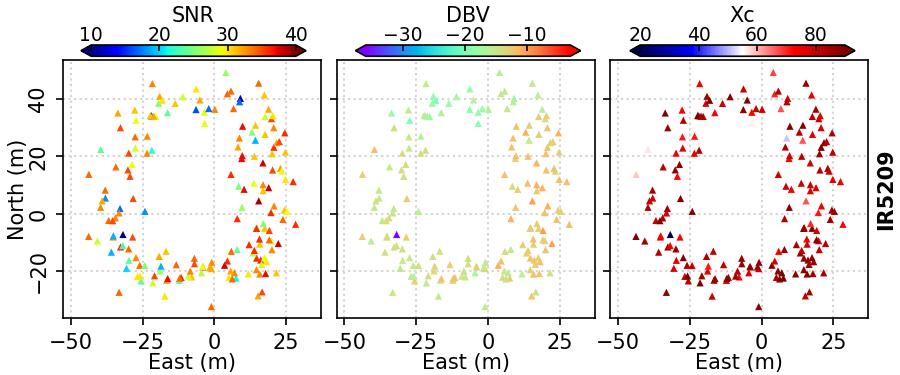 SNR
10 20 30 40
DBV
−30 −20 −10
Xc
20 40 60 80
North (m)
40
20
0
−20
−50 −25 0 25
East (m)
−50 −25 0 25
East (m)
−50 −25 0 25
East (m)
IR5209